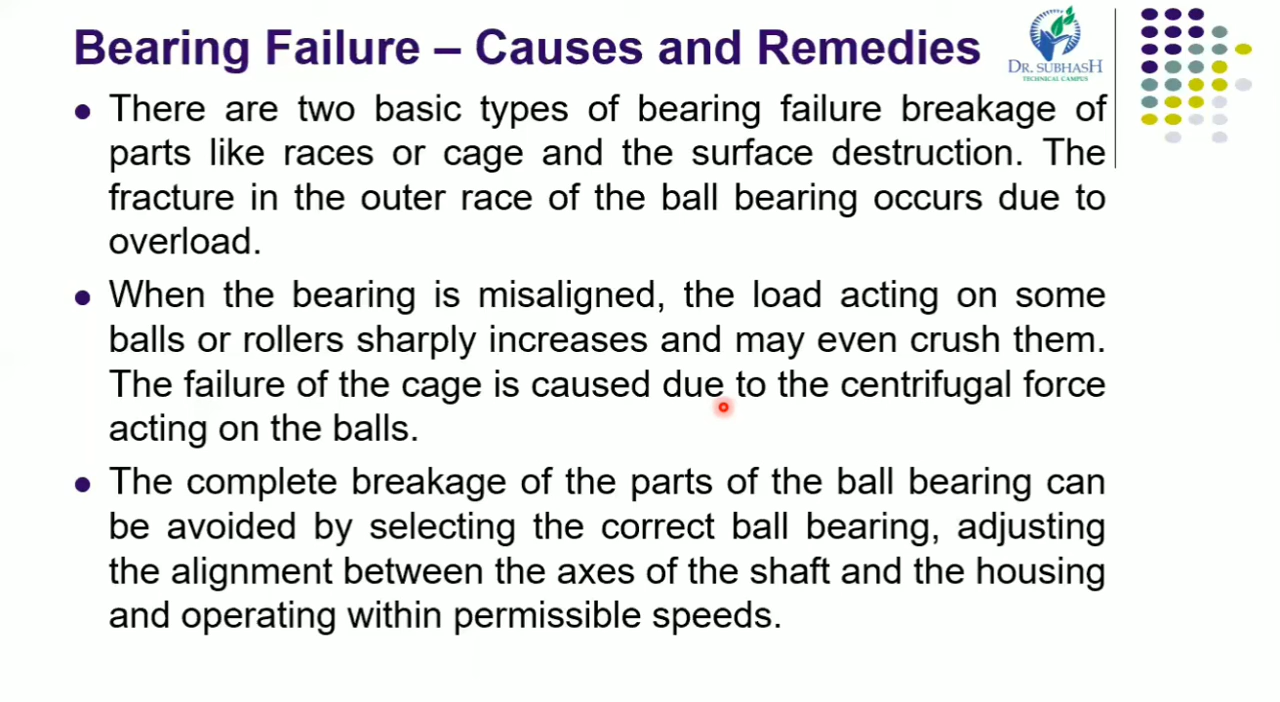 Bearing Failure – Causes and Remedies
DR. SUBHASH
TECHNICAL CAMPUS
• There are two basic types of bearing failure breakage of
parts like races or cage and the surface destruction. The
fracture in the outer race of the ball bearing occurs due to
overload.
• When the bearing is misaligned, the load acting on some
balls or rollers sharply increases and may even crush them.
The failure of the cage is caused due to the centrifugal force
acting on the balls.
• The complete breakage of the parts of the ball bearing can
be avoided by selecting the correct ball bearing, adjusting
the alignment between the axes of the shaft and the housing
and operating within permissible speeds.